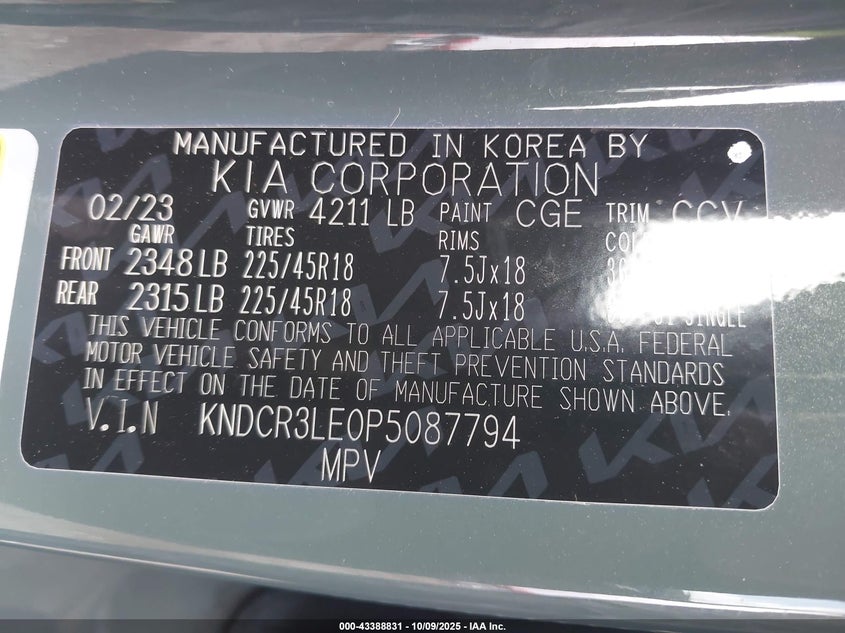 MANUFACTURED IN KOREA BY
KIA CORPORATION
02/23 GVWR 4211 LB PAINT CGE TRIM CCV
GAWR TIRES RIMS
FRONT 2348 LB 225/45R18 7.5Jx18
REAR 2315 LB 225/45R18 7.5Jx18 SINGLE
THIS VEHICLE CONFORMS TO ALL APPLICABLE U.S.A. FEDERAL
MOTOR VEHICLE SAFETY AND THEFT PREVENTION STANDARDS
IN EFFECT ON THE DATE OF MANUFACTURE SHOWN ABOVE.
V.I.N KNDCR3LE0P5087794
MPV
000-43388831 - 10/09/2025 - IAA Inc.